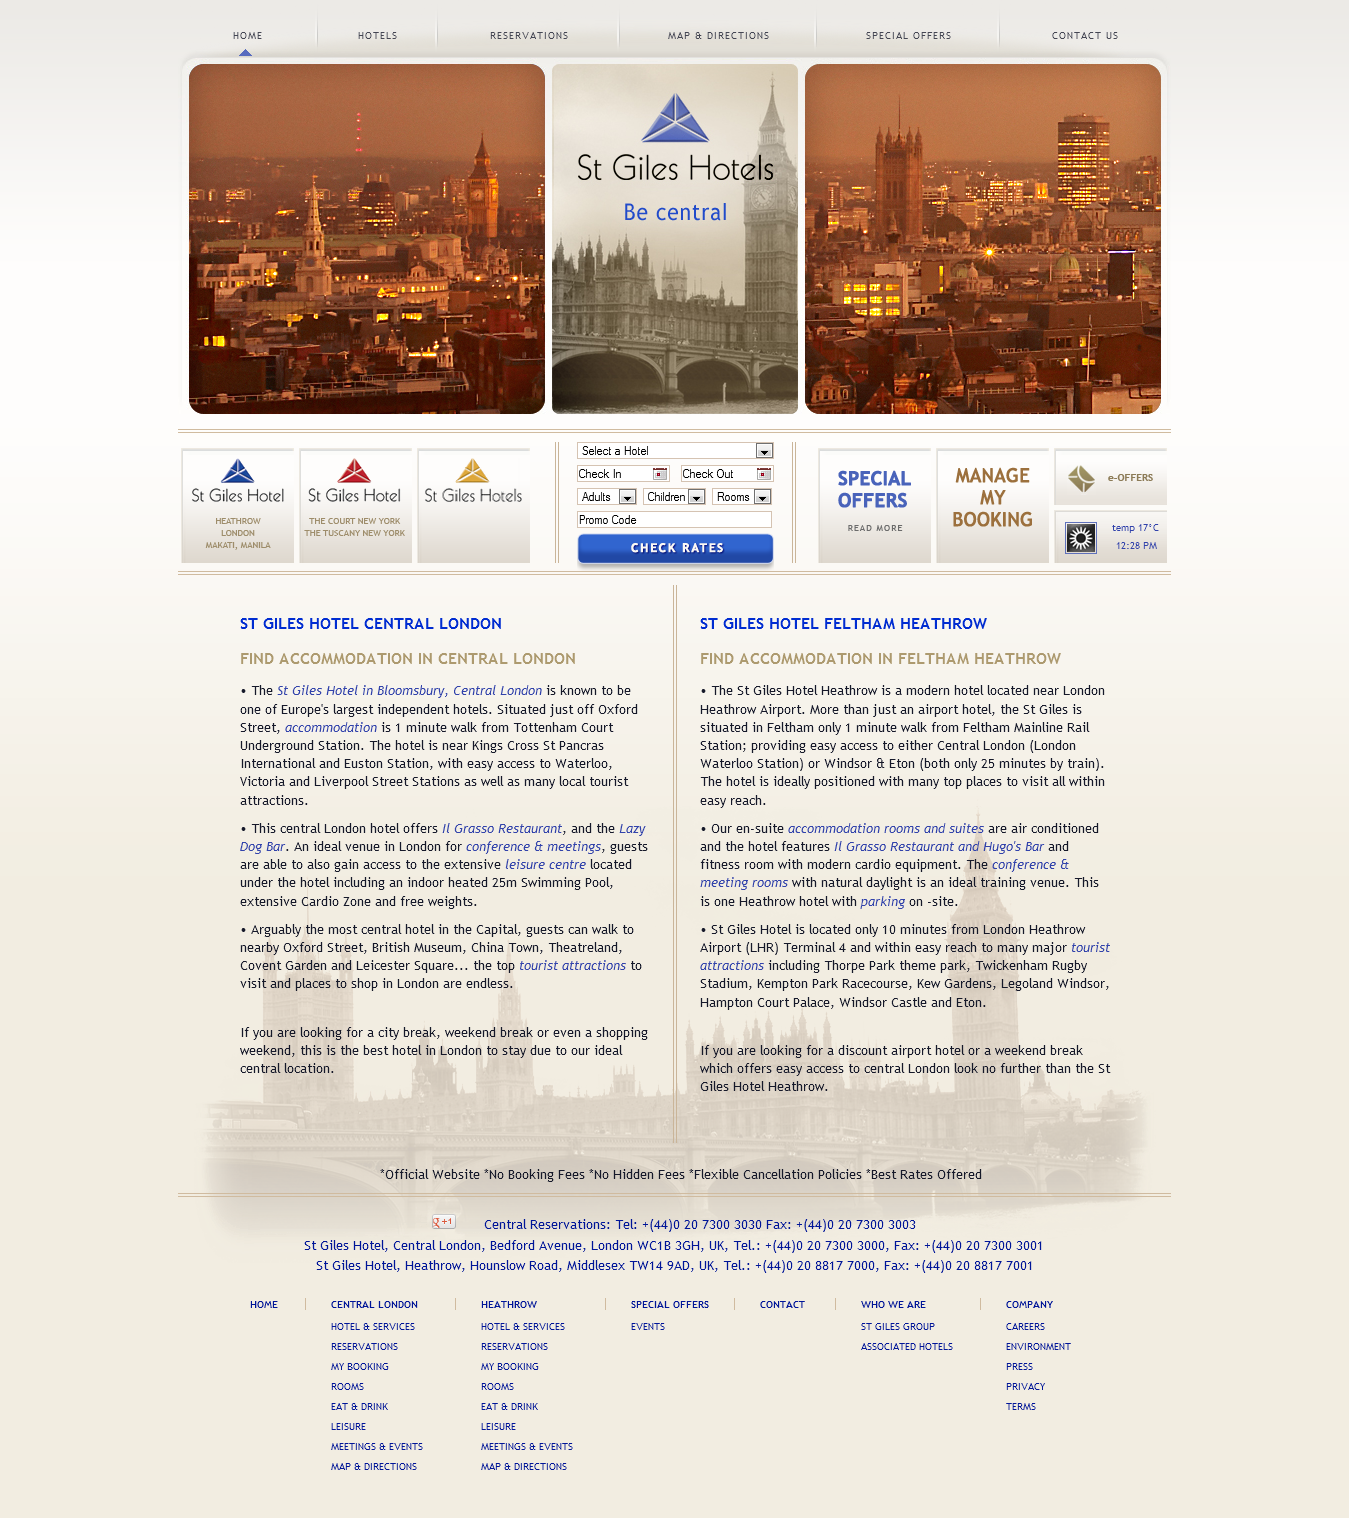 HOME
HOTELS
RESERVATIONS
MAP & DIRECTIONS
SPECIAL OFFERS
CONTACT US
St Giles Hotels
Be central
St Giles Hotel
HEATHROW
LONDON
MAKATI, MANILA
St Giles Hotel
THE COURT NEW YORK
THE TUSCANY NEW YORK
St Giles Hotels
Select a Hotel
Check In
Check Out
Adults
Children
Rooms
Promo Code
CHECK RATES
SPECIAL
OFFERS
READ MORE
MANAGE
MY
BOOKING
e-OFFERS
temp 17°C
12:28 PM
ST GILES HOTEL CENTRAL LONDON
FIND ACCOMMODATION IN CENTRAL LONDON
• The St Giles Hotel in Bloomsbury, Central London is known to be
one of Europe's largest independent hotels. Situated just off Oxford
Street, accommodation is 1 minute walk from Tottenham Court
Underground Station. The hotel is near Kings Cross St Pancras
International and Euston Station, with easy access to Waterloo,
Victoria and Liverpool Street Stations as well as many local tourist
attractions.
• This central London hotel offers Il Grasso Restaurant, and the Lazy
Dog Bar. An ideal venue in London for conference & meetings, guests
are able to also gain access to the extensive leisure centre located
under the hotel including an indoor heated 25m Swimming Pool,
extensive Cardio Zone and free weights.
• Arguably the most central hotel in the Capital, guests can walk to
nearby Oxford Street, British Museum, China Town, Theatreland,
Covent Garden and Leicester Square... the top tourist attractions to
visit and places to shop in London are endless.
If you are looking for a city break, weekend break or even a shopping
weekend, this is the best hotel in London to stay due to our ideal
central location.
ST GILES HOTEL FELTHAM HEATHROW
FIND ACCOMMODATION IN FELTHAM HEATHROW
• The St Giles Hotel Heathrow is a modern hotel located near London
Heathrow Airport. More than just an airport hotel, the St Giles is
situated in Feltham only 1 minute walk from Feltham Mainline Rail
Station; providing easy access to either Central London (London
Waterloo Station) or Windsor & Eton (both only 25 minutes by train).
The hotel is ideally positioned with many top places to visit all within
easy reach.
• Our en-suite accommodation rooms and suites are air conditioned
and the hotel features Il Grasso Restaurant and Hugo's Bar and
fitness room with modern cardio equipment. The conference &
meeting rooms with natural daylight is an ideal training venue. This
is one Heathrow hotel with parking on -site.
• St Giles Hotel is located only 10 minutes from London Heathrow
Airport (LHR) Terminal 4 and within easy reach to many major tourist
attractions including Thorpe Park theme park, Twickenham Rugby
Stadium, Kempton Park Racecourse, Kew Gardens, Legoland Windsor,
Hampton Court Palace, Windsor Castle and Eton.
If you are looking for a discount airport hotel or a weekend break
which offers easy access to central London look no further than the St
Giles Hotel Heathrow.
*Official Website *No Booking Fees *No Hidden Fees *Flexible Cancellation Policies *Best Rates Offered
g +1
Central Reservations: Tel: +(44)0 20 7300 3030 Fax: +(44)0 20 7300 3003
St Giles Hotel, Central London, Bedford Avenue, London WC1B 3GH, UK, Tel.: +(44)0 20 7300 3000, Fax: +(44)0 20 7300 3001
St Giles Hotel, Heathrow, Hounslow Road, Middlesex TW14 9AD, UK, Tel.: +(44)0 20 8817 7000, Fax: +(44)0 20 8817 7001
HOME
CENTRAL LONDON
HOTEL & SERVICES
RESERVATIONS
MY BOOKING
ROOMS
EAT & DRINK
LEISURE
MEETINGS & EVENTS
MAP & DIRECTIONS
HEATHROW
HOTEL & SERVICES
RESERVATIONS
MY BOOKING
ROOMS
EAT & DRINK
LEISURE
MEETINGS & EVENTS
MAP & DIRECTIONS
SPECIAL OFFERS
EVENTS
CONTACT
WHO WE ARE
ST GILES GROUP
ASSOCIATED HOTELS
COMPANY
CAREERS
ENVIRONMENT
PRESS
PRIVACY
TERMS